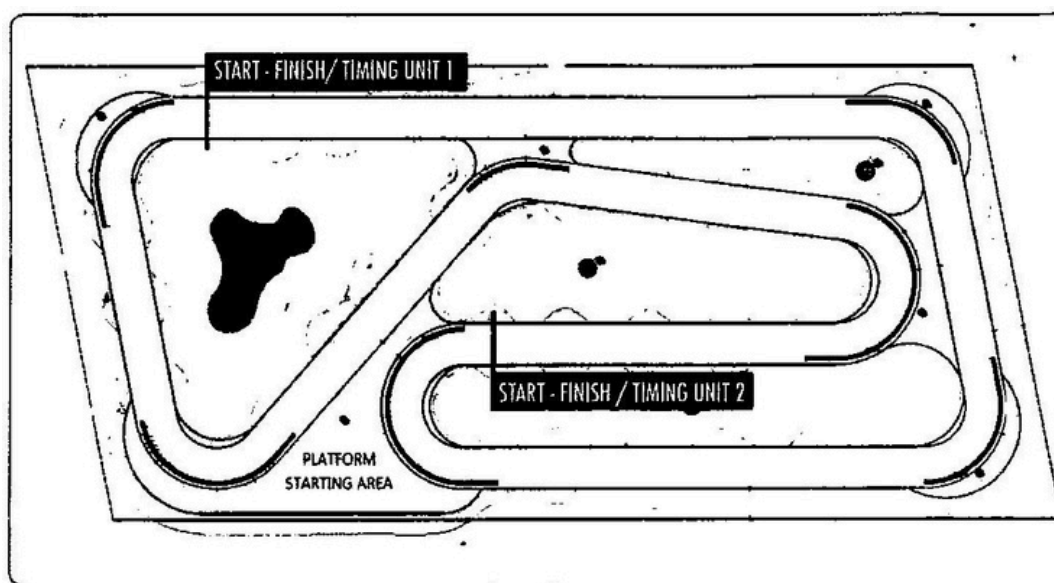 START - FINISH/ TIMING UNIT 1
START - FINISH / TIMING UNIT 2
PLATFORM
STARTING AREA